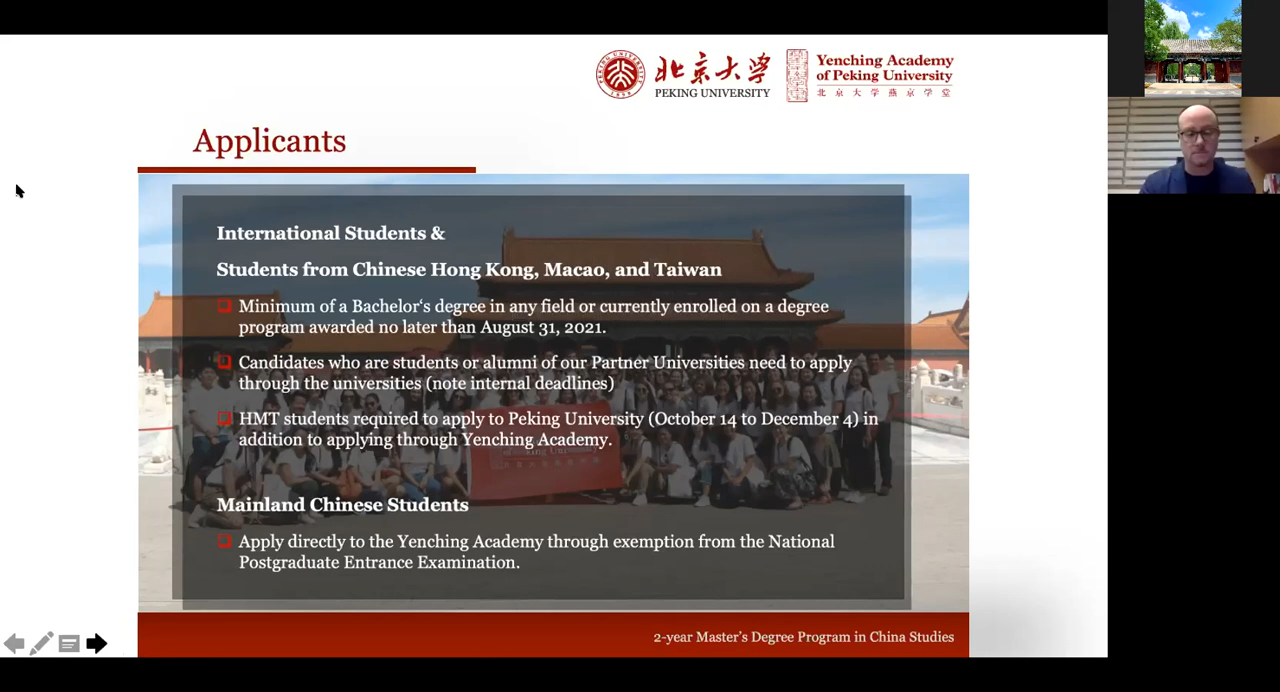 北京大学
PEKING UNIVERSITY
Yenching Academy
of Peking University
北京大学燕京学堂
Applicants
International Students &
Students from Chinese Hong Kong, Macao, and Taiwan
Minimum of a Bachelor‘s degree in any field or currently enrolled on a degree
program awarded no later than August 31, 2021.
Candidates who are students or alumni of our Partner Universities need to apply
through the universities (note internal deadlines)
HMT students required to apply to Peking University (October 14 to December 4) in
addition to applying through Yenching Academy.
Mainland Chinese Students
Apply directly to the Yenching Academy through exemption from the National
Postgraduate Entrance Examination.
2-year Master's Degree Program in China Studies